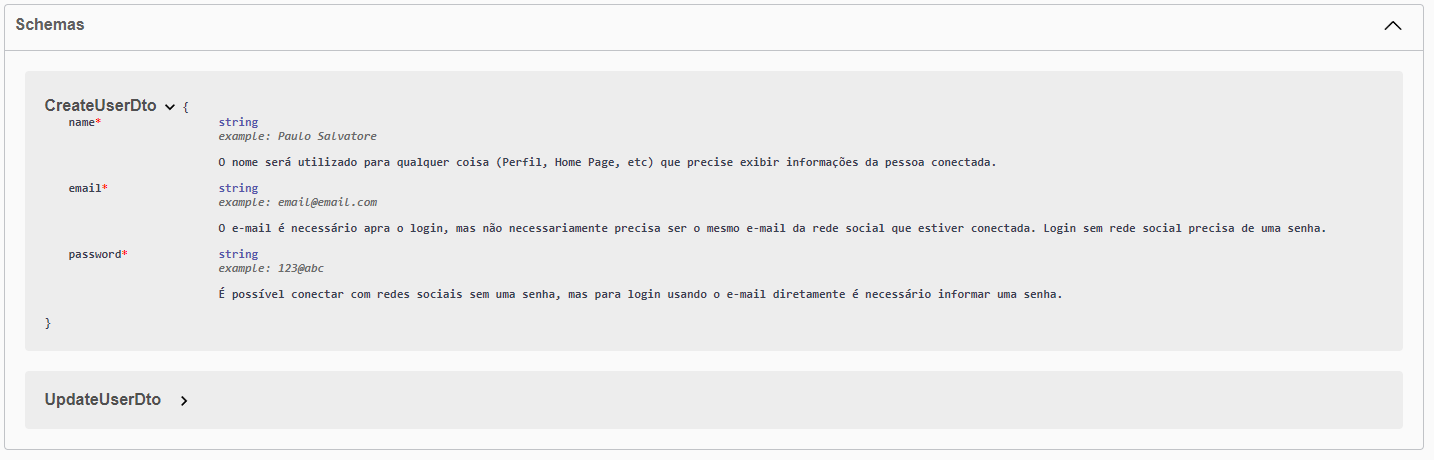 Schemas
CreateUserDto {
name* string
example: Paulo Salvatore
O nome será utilizado para qualquer coisa (Perfil, Home Page, etc) que precise exibir informações da pessoa conectada.
email* string
example: email@email.com
O e-mail é necessário apra o login, mas não necessariamente precisa ser o mesmo e-mail da rede social que estiver conectada. Login sem rede social precisa de uma senha.
password* string
example: 123@abc
É possível conectar com redes sociais sem uma senha, mas para login usando o e-mail diretamente é necessário informar uma senha.
}
UpdateUserDto